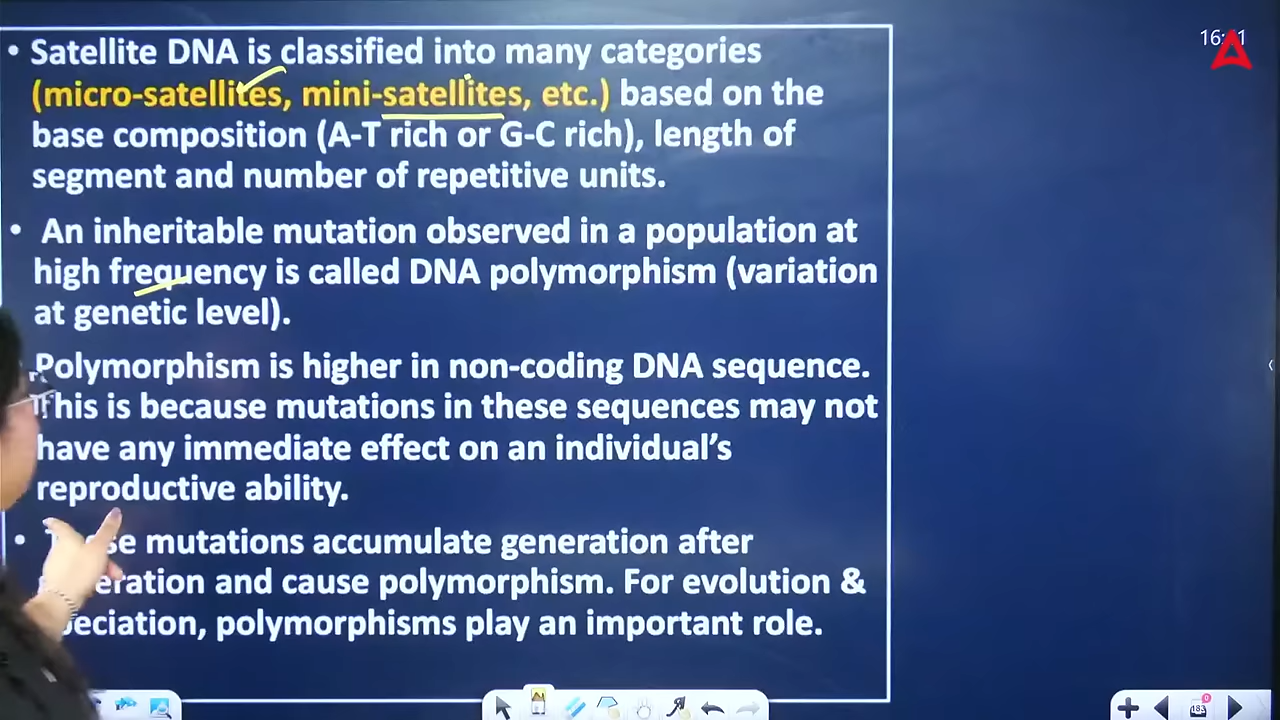 • Satellite DNA is classified into many categories
(micro-satellites, mini-satellites, etc.) based on the
base composition (A-T rich or G-C rich), length of
segment and number of repetitive units.
• An inheritable mutation observed in a population at
high frequency is called DNA polymorphism (variation
at genetic level).
Polymorphism is higher in non-coding DNA sequence.
This is because mutations in these sequences may not
have any immediate effect on an individual's
reproductive ability.
• mutations accumulate generation after
and cause polymorphism. For evolution &
polymorphisms play an important role.
183